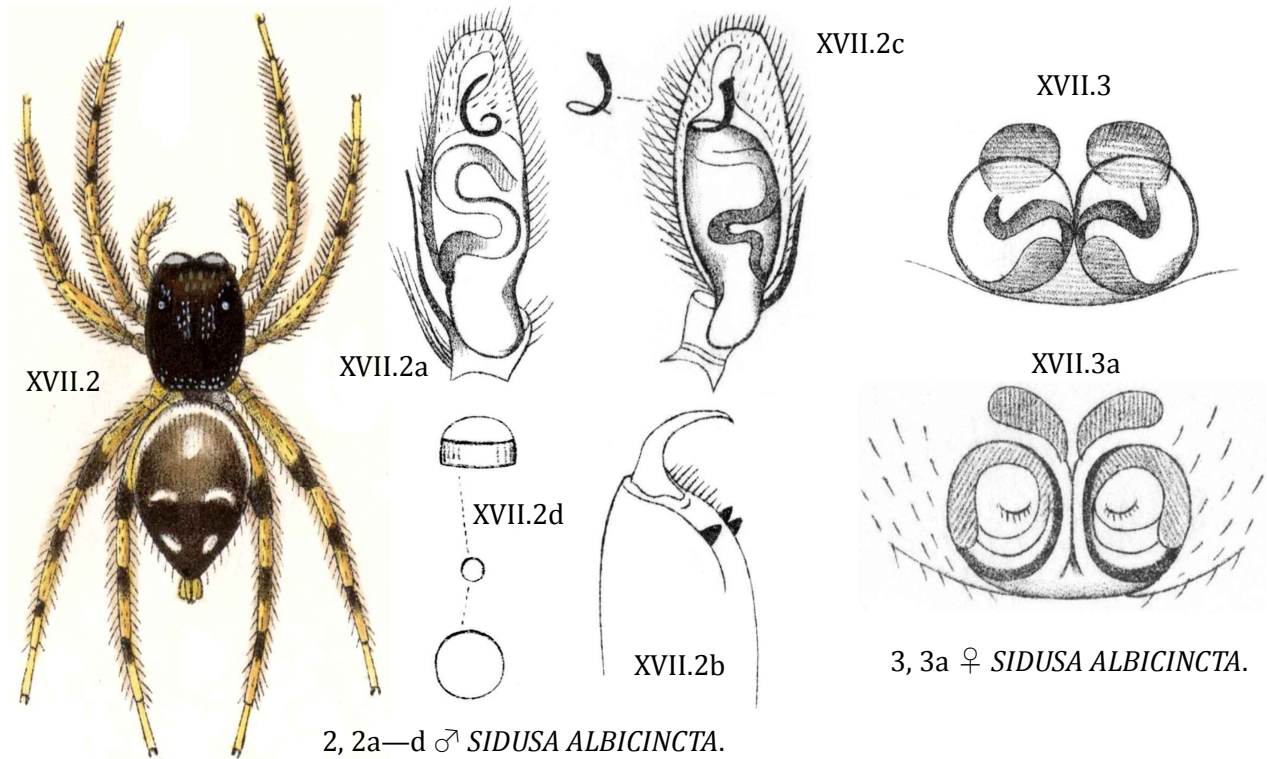 XVII.2c
XVII.3
XVII.2a
XVII.3a
XVII.2
XVII.2d
XVII.2b
3, 3a ♀ SIDUSA ALBICINCTA.
2, 2a—d ♂ SIDUSA ALBICINCTA.